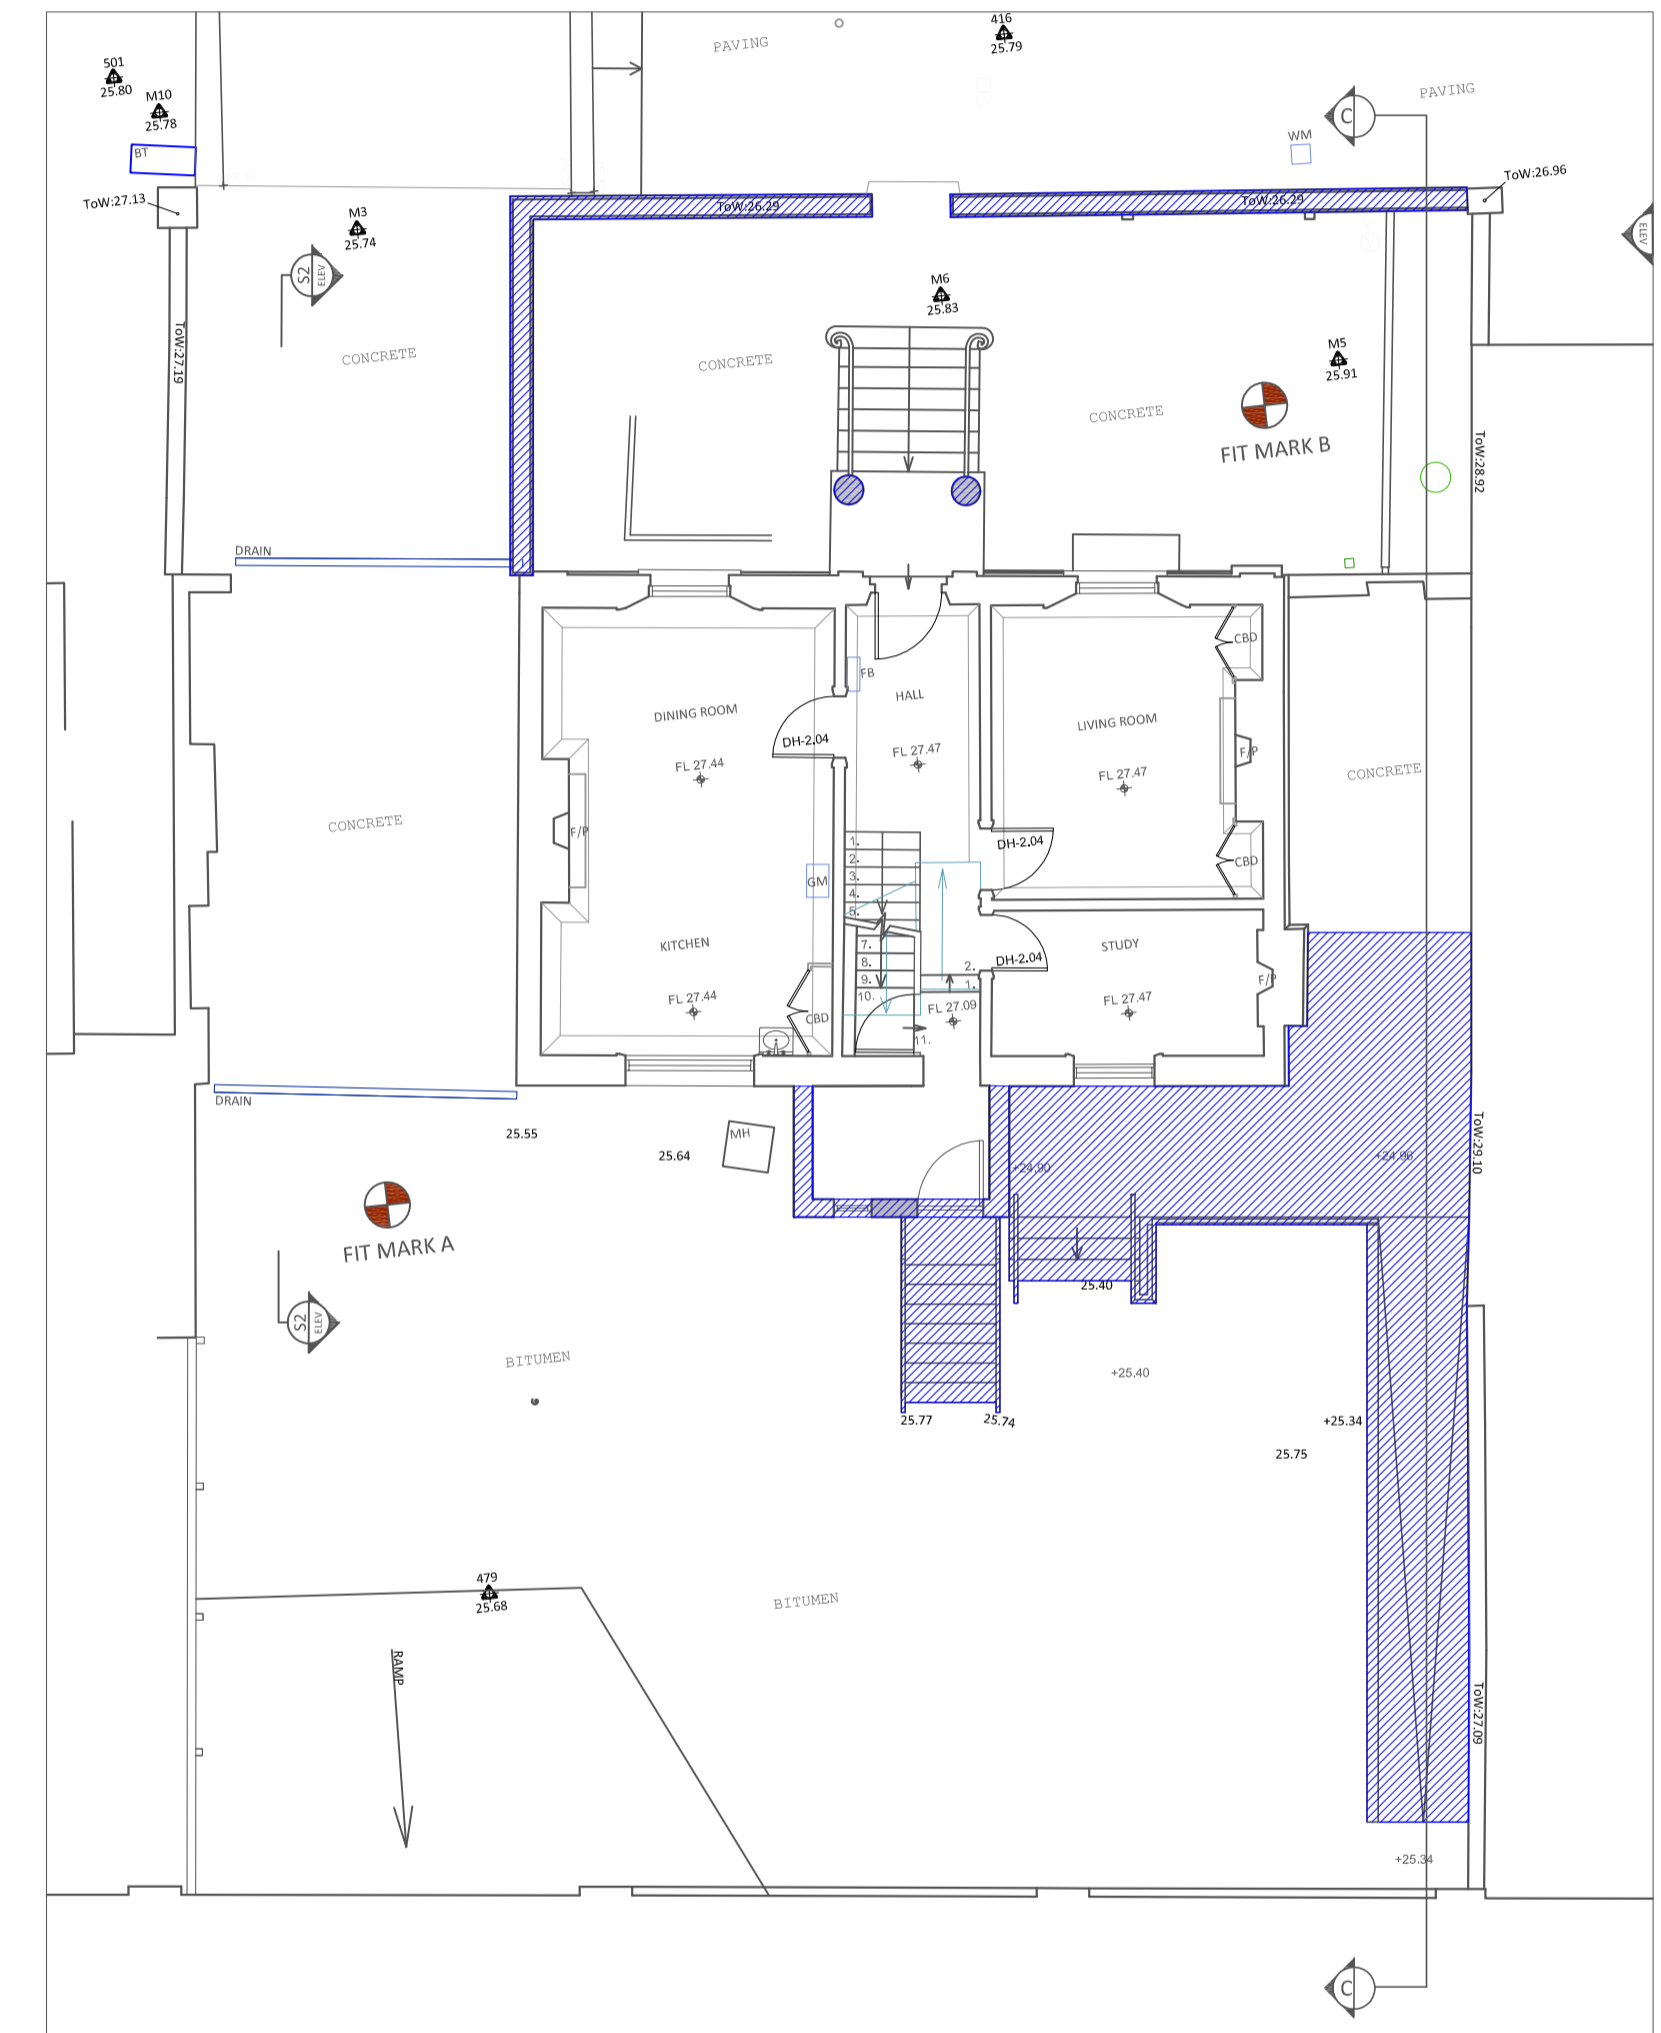 416
25.79
PAVING
501
25.80
M10
25.78
BT
PAVING
C
WM
ToW:27.13
ToW:26.96
ToW:26.29
ToW:26.29
M3
25.74
S2
ELEV
ELEV
M6
25.83
ToW:27.19
CONCRETE
CONCRETE
M5
25.91
CONCRETE
FIT MARK B
ToW:28.92
DRAIN
CBD
FB
HALL
DINING ROOM
LIVING ROOM
DH-2.04
FL 27.44
FL 27.47
FL 27.47
F/P
CONCRETE
CONCRETE
F/P
DH-2.04
1.
2.
3.
4.
5.
GM
CBD
KITCHEN
STUDY
7.
8.
9.
10.
11.
2.
1.
DH-2.04
F/P
FL 27.44
FL 27.09
FL 27.47
CBD
DRAIN
25.55
25.64
MH
+24.90
+24.96
ToW:29.10
FIT MARK A
25.40
S2
ELEV
BITUMEN
+25.40
25.77
25.74
+25.34
25.75
479
25.68
BITUMEN
RAMP
ToW:27.09
+25.34
C